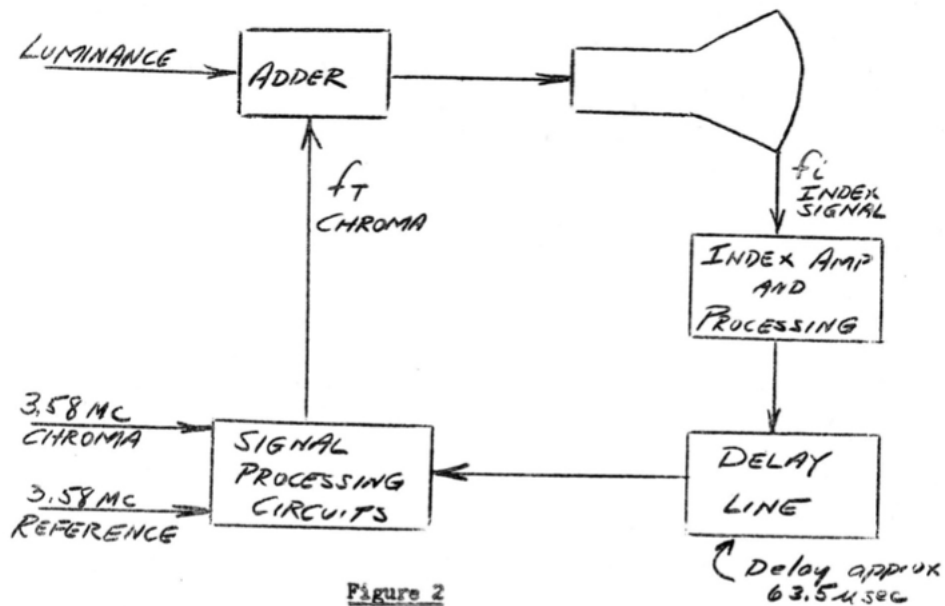 LUMINANCE
ADDER
fT
CHROMA
fi
INDEX
SIGNAL
INDEX AMP
AND
PROCESSING
3.58 MC
CHROMA
3.58 MC
REFERENCE
SIGNAL
PROCESSING
CIRCUITS
DELAY
LINE
Delay approx
63.5 μsec
Figure 2